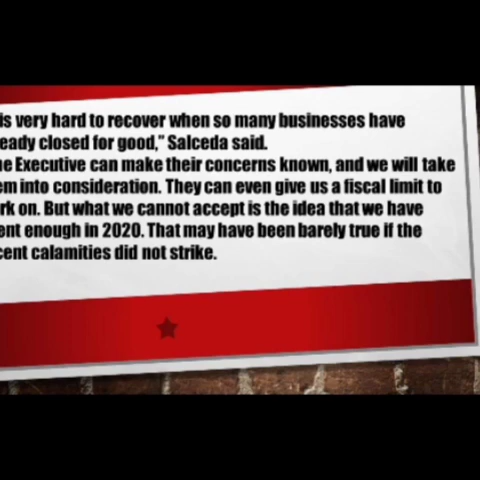 is very hard to recover when so many businesses have
eady closed for good,” Salceda said.
e Executive can make their concerns known, and we will take
em into consideration. They can even give us a fiscal limit to
rk on. But what we cannot accept is the idea that we have
ent enough in 2020. That may have been barely true if the
cent calamities did not strike.